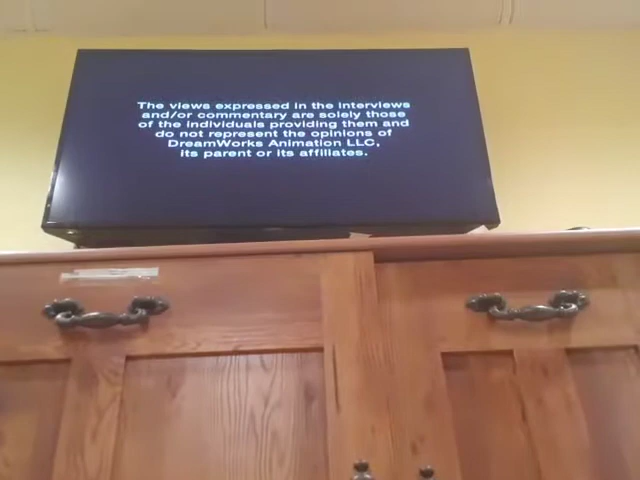 The views expressed in the interviews
and/or commentary are solely those
of the individuals providing them and
do not represent the opinions of
DreamWorks Animation LLC,
its parent or its affiliates.